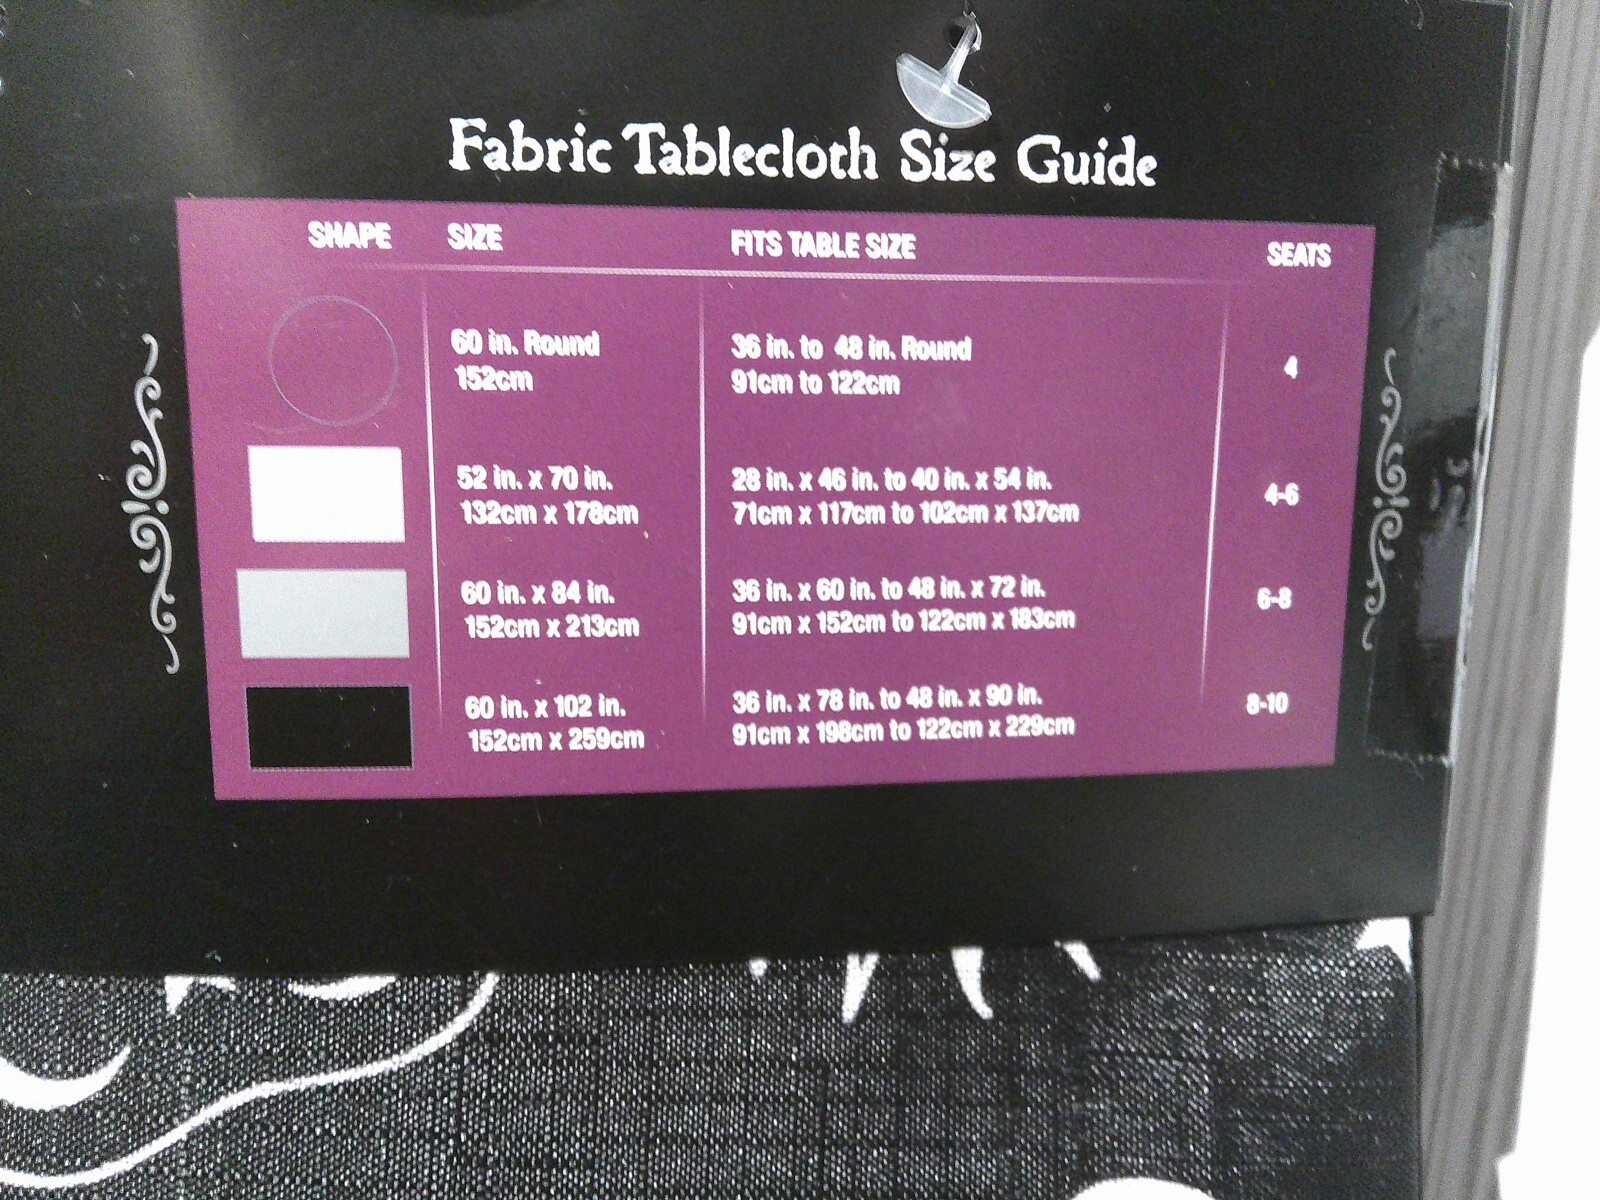 Fabric Tablecloth Size Guide
SHAPE SIZE FITS TABLE SIZE SEATS
60 in. Round 36 in. to 48 in. Round 4
152cm 91cm to 122cm
52 in. x 70 in. 28 in. x 46 in. to 40 in. x 54 in. 4-6
132cm x 178cm 71cm x 117cm to 102cm x 137cm
60 in. x 84 in. 36 in. x 60 in. to 48 in. x 72 in. 6-8
152cm x 213cm 91cm x 152cm to 122cm x 183cm
60 in. x 102 in. 36 in. x 78 in. to 48 in. x 90 in. 8-10
152cm x 259cm 91cm x 198cm to 122cm x 229cm